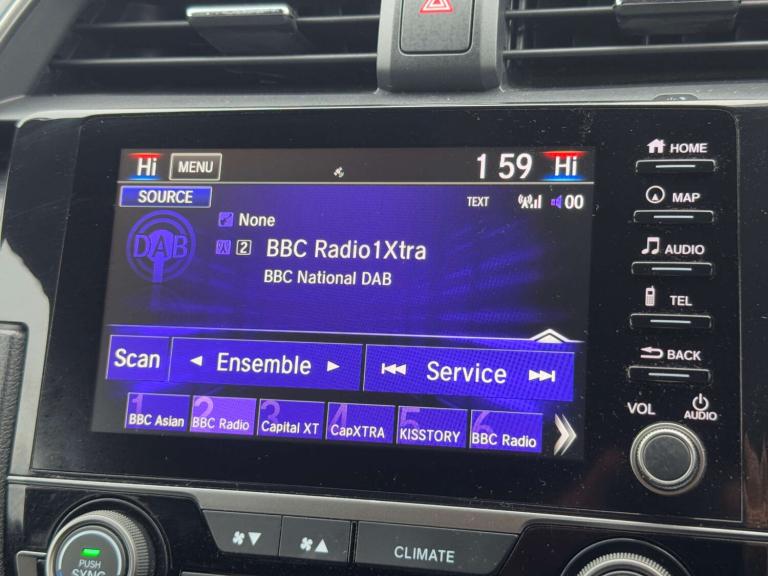 Hi MENU 1 59 Hi
SOURCE
TEXT 00
DAB
None
2 BBC Radio1Xtra
BBC National DAB
Scan Ensemble Service
1 BBC Asian
2 BBC Radio
3 Capital XT
4 CapXTRA
5 KISSTORY
6 BBC Radio
HOME
MAP
AUDIO
TEL
BACK
VOL
AUDIO
PUSH
SYNC
CLIMATE